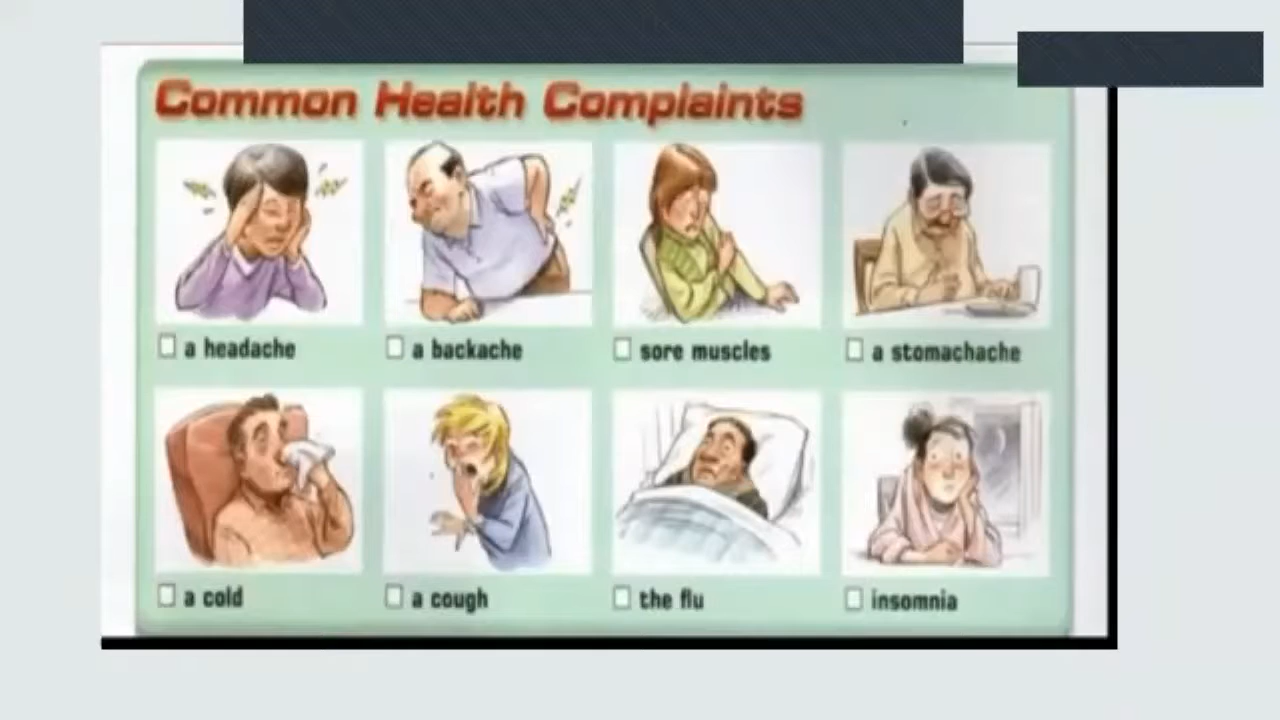 Common Health Complaints
a headache
a backache
sore muscles
a stomachache
a cold
a cough
the flu
insomnia